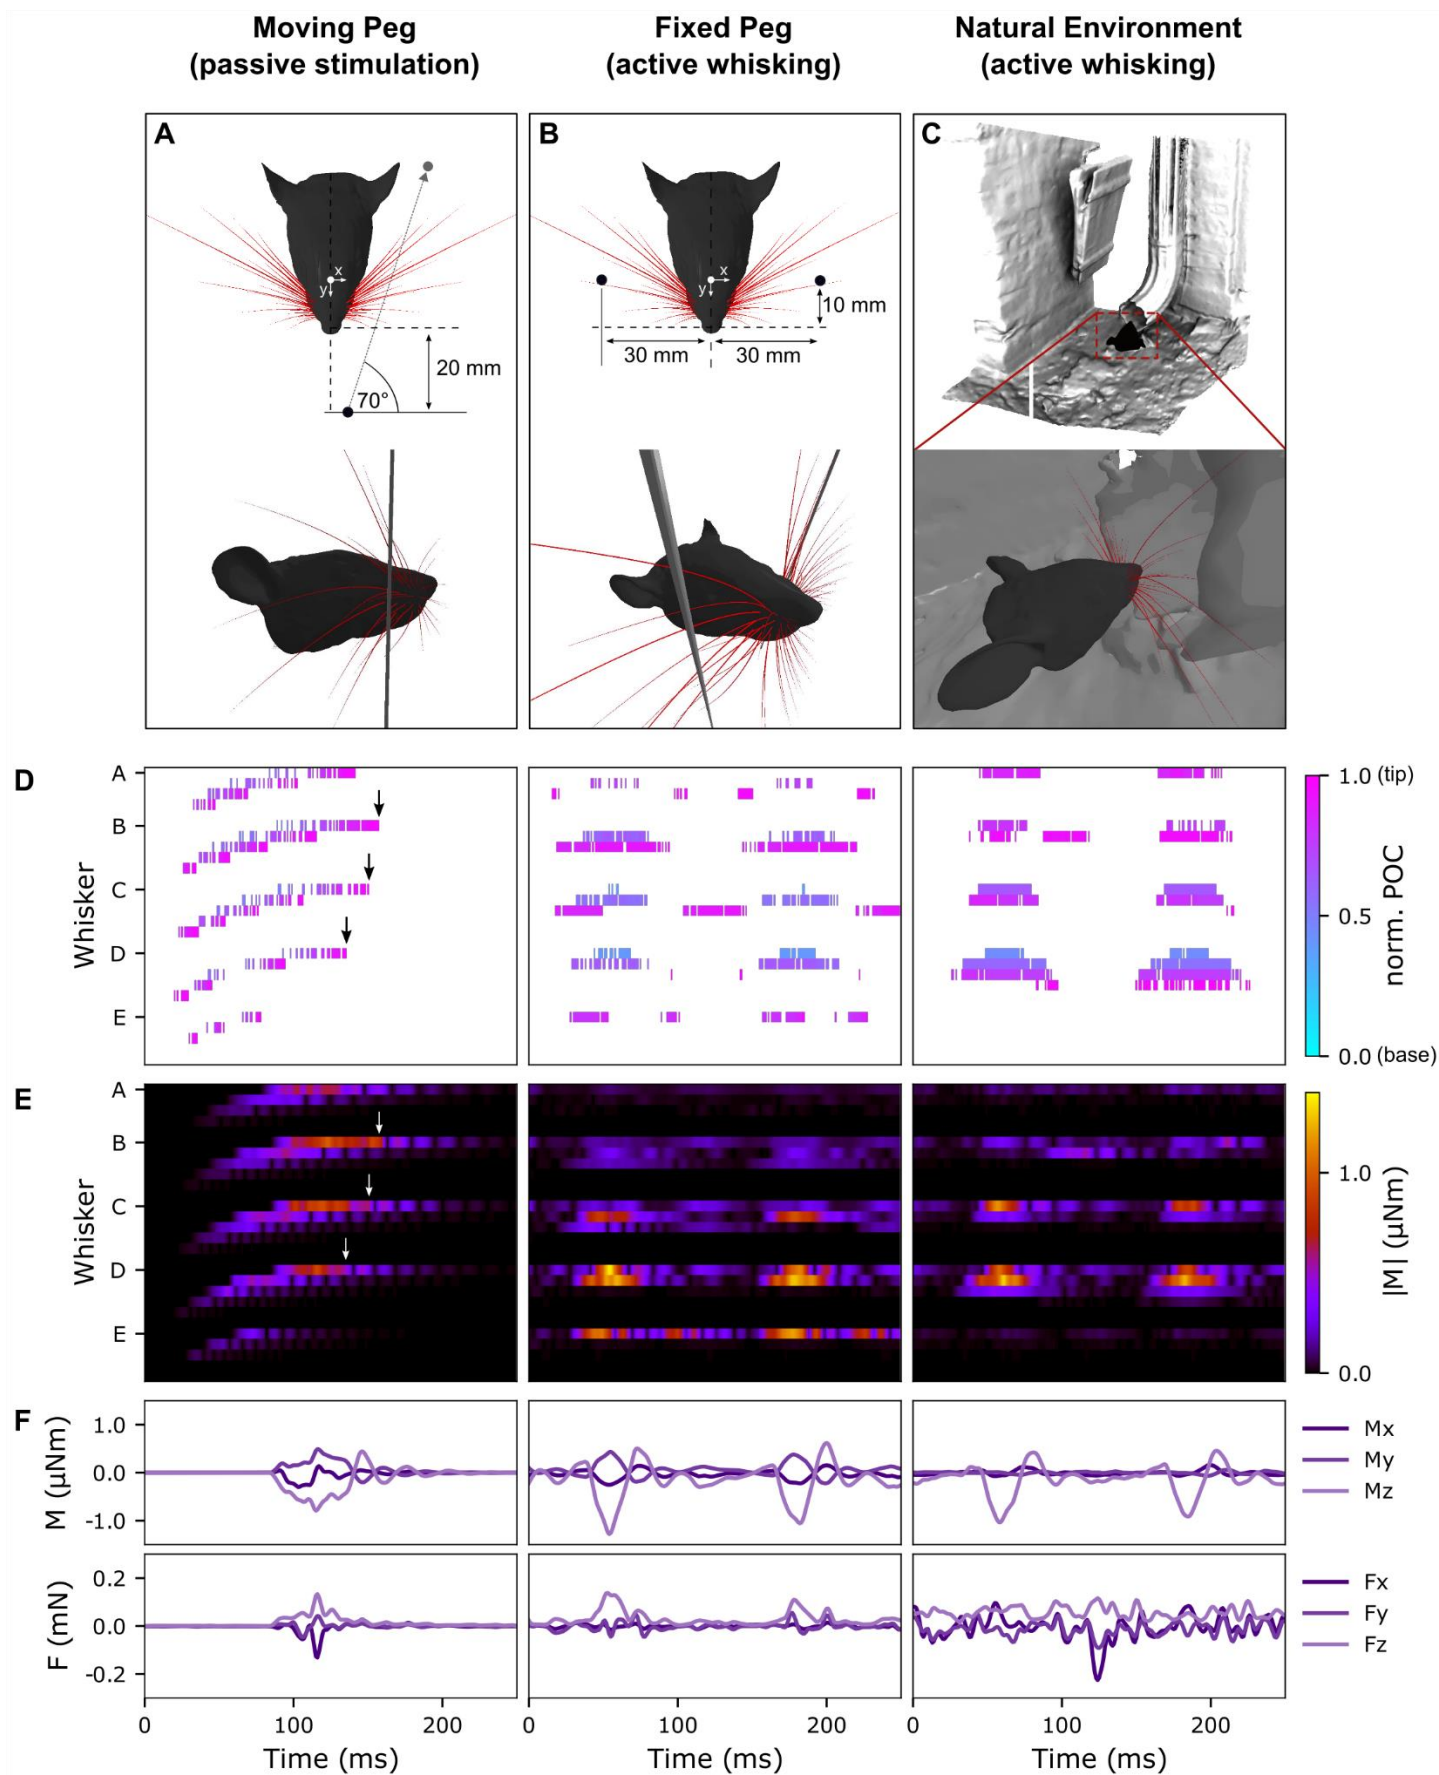 Moving Peg
(passive stimulation)
Fixed Peg
(active whisking)
Natural Environment
(active whisking)
A
x
y
20 mm
70°
B
x
y
10 mm
30 mm
30 mm
C
D
Whisker
A
B
C
D
E
1.0 (tip)
0.5
0.0 (base)
norm. POC
E
Whisker
A
B
C
D
E
1.0
0.0
|M| (μNm)
F
M (μNm)
1.0
0.0
-1.0
Mx
My
Mz
F (mN)
0.2
0.0
-0.2
Fx
Fy
Fz
0 100 200
0 100 200
0 100 200
Time (ms)
Time (ms)
Time (ms)